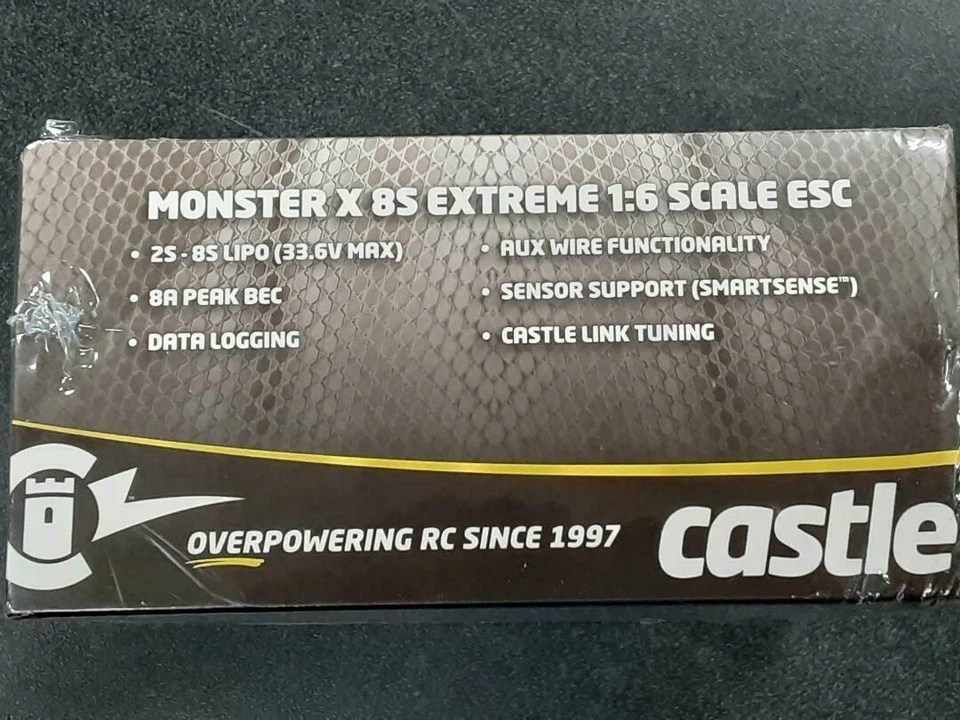 MONSTER X 8S EXTREME 1:6 SCALE ESC
• 2S - 8S LIPO (33.6V MAX)
• 8A PEAK BEC
• DATA LOGGING
• AUX WIRE FUNCTIONALITY
• SENSOR SUPPORT (SMARTSENSE™)
• CASTLE LINK TUNING
OVERPOWERING RC SINCE 1997
castle